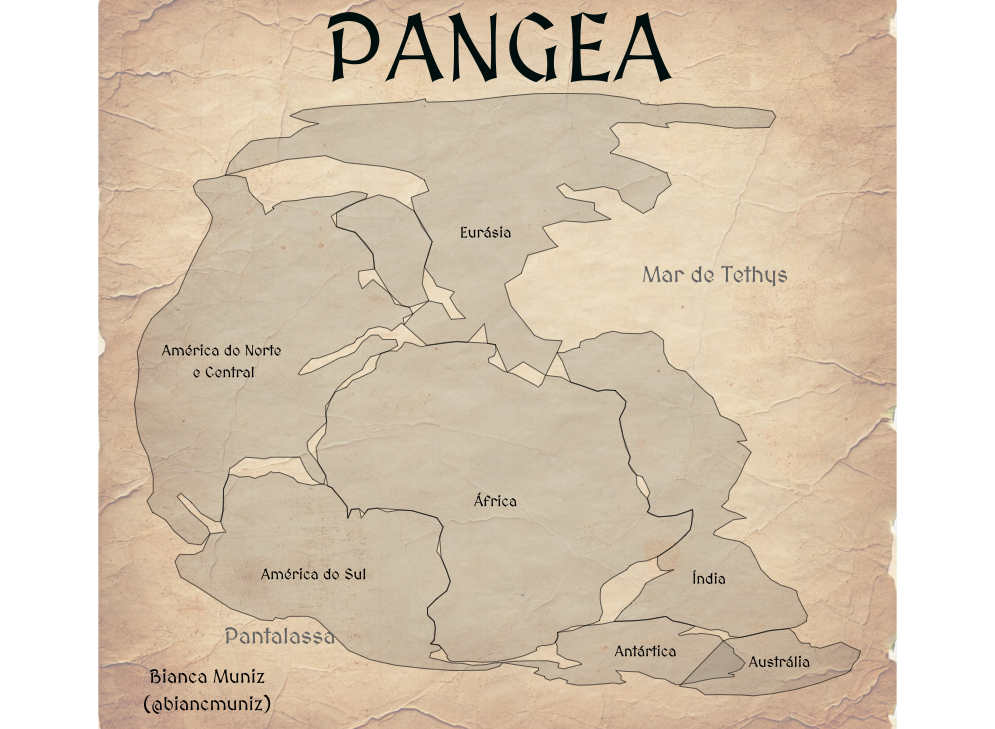 PANGEA
Eurásia
Mar de Tethys
América do Norte
e Central
África
América do Sul
Índia
Pantalassa
Antártica
Austrália
Bianca Muniz
(@biancmuniz)